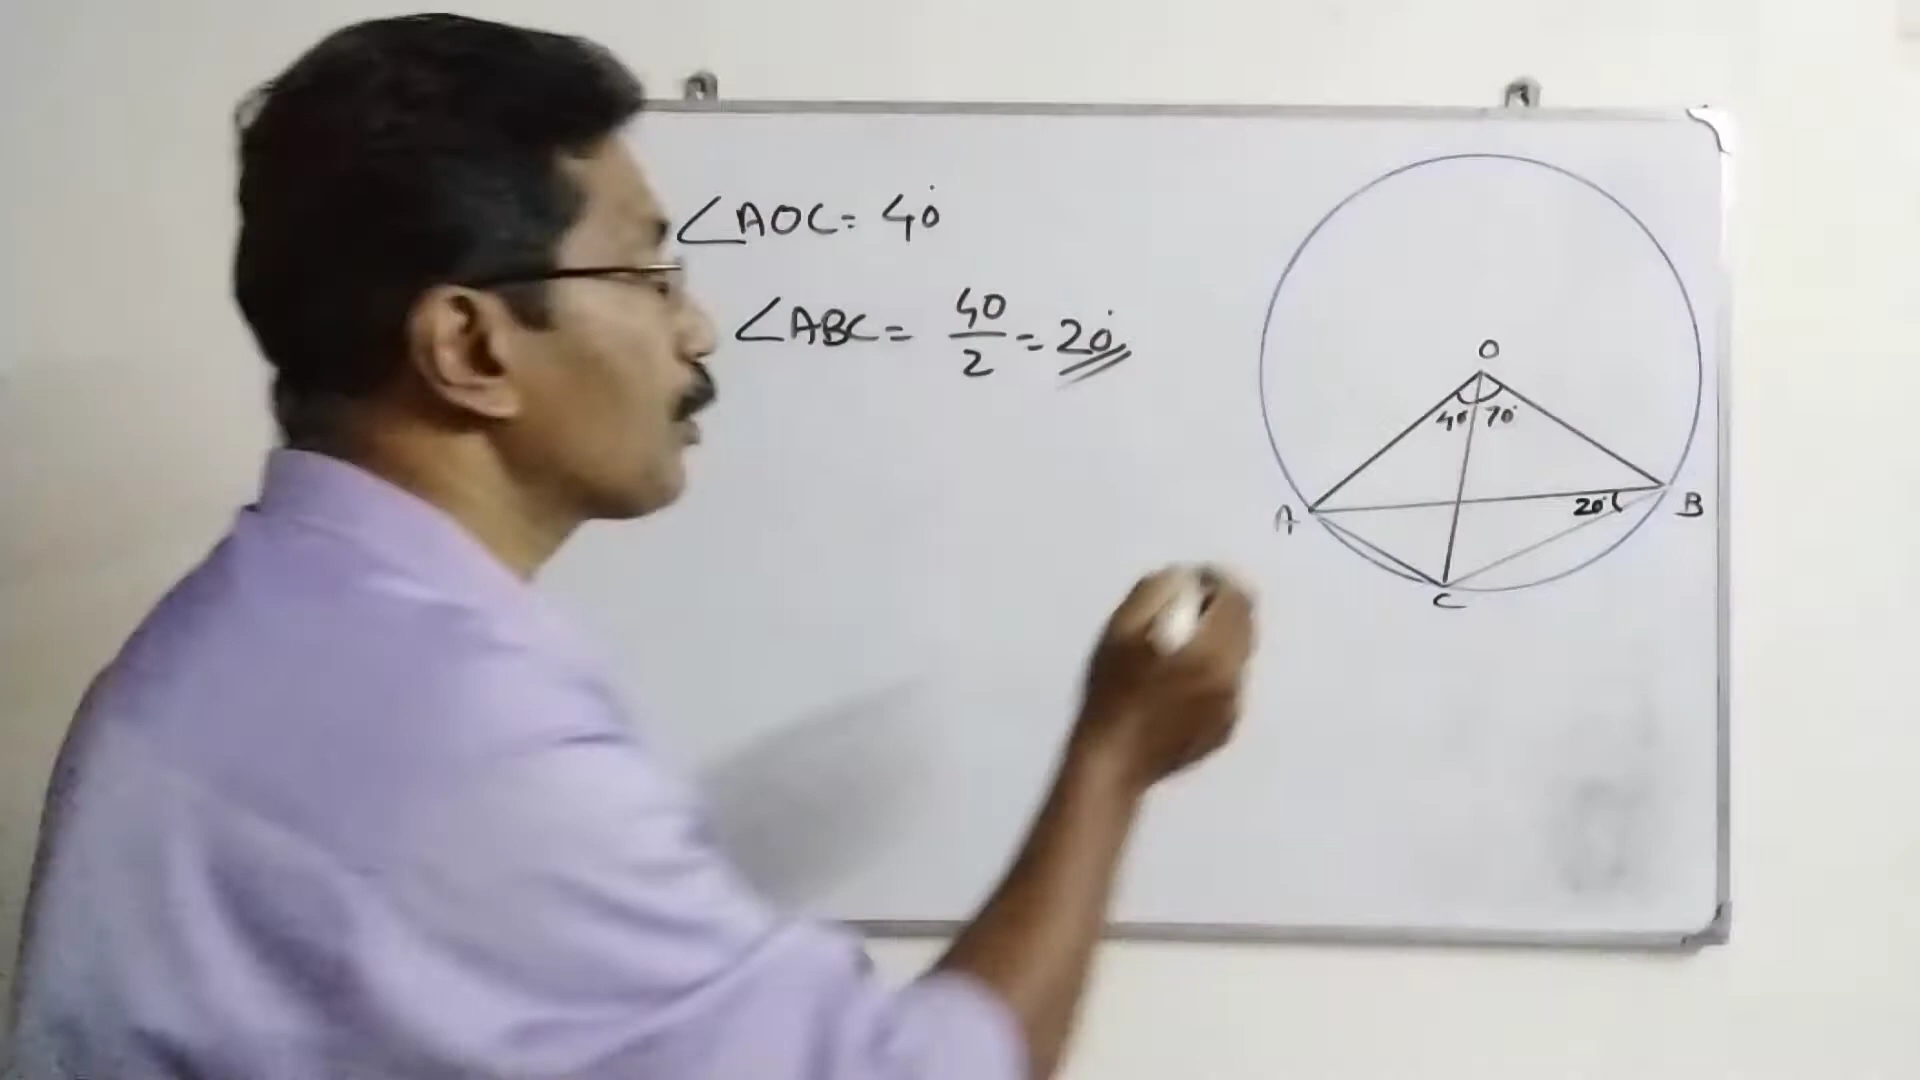 ∠AOC = 40°
∠ABC = 40/2 = 20°
O
40° 70°
20°
A B
C